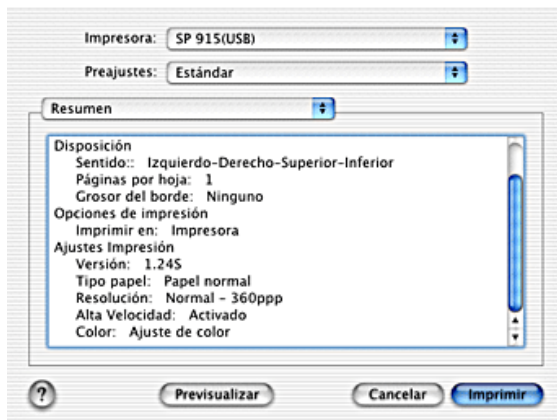 Impresora: SP 915(USB)
Preajustes: Estándar
Resumen
Disposición
Sentido:: Izquierdo-Derecho-Superior-Inferior
Páginas por hoja: 1
Grosor del borde: Ninguno
Opciones de impresión
Imprimir en: Impresora
Ajustes Impresión
Versión: 1.24S
Tipo papel: Papel normal
Resolución: Normal - 360ppp
Alta Velocidad: Activado
Color: Ajuste de color
? Previsualizar Cancelar Imprimir